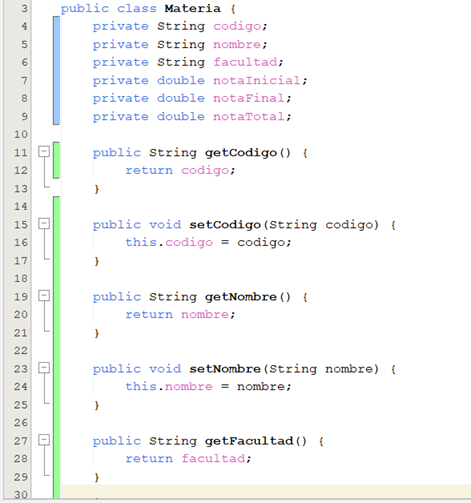 3 public class Materia {
4 private String codigo;
5 private String nombre;
6 private String facultad;
7 private double notaInicial;
8 private double notaFinal;
9 private double notaTotal;
10
11 public String getCodigo() {
12 return codigo;
13 }
14
15 public void setCodigo(String codigo) {
16 this.codigo = codigo;
17 }
18
19 public String getNombre() {
20 return nombre;
21 }
22
23 public void setNombre(String nombre) {
24 this.nombre = nombre;
25 }
26
27 public String getFacultad() {
28 return facultad;
29 }
30